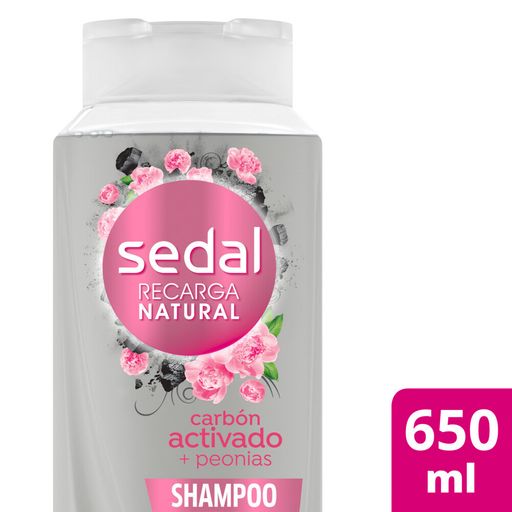 sedal
RECARGA
NATURAL
carbón
activado
+ peonias
SHAMPOO
650
ml